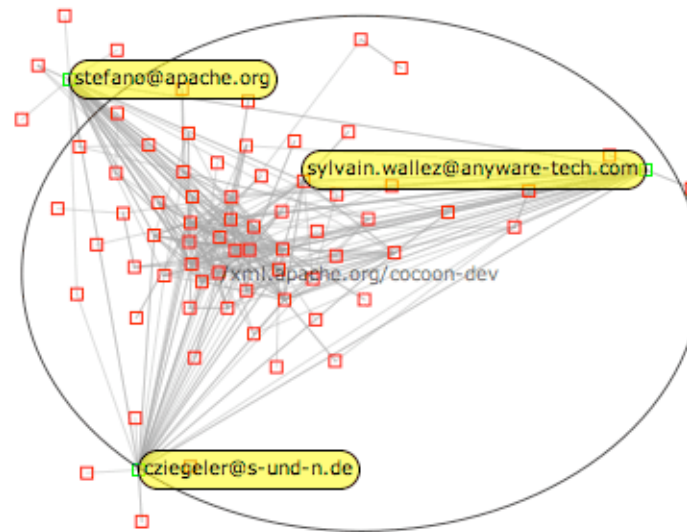 stefano@apache.org
sylvain.wallez@anyware-tech.com
/xml.apache.org/cocoon-dev
cziegeler@s-und-n.de